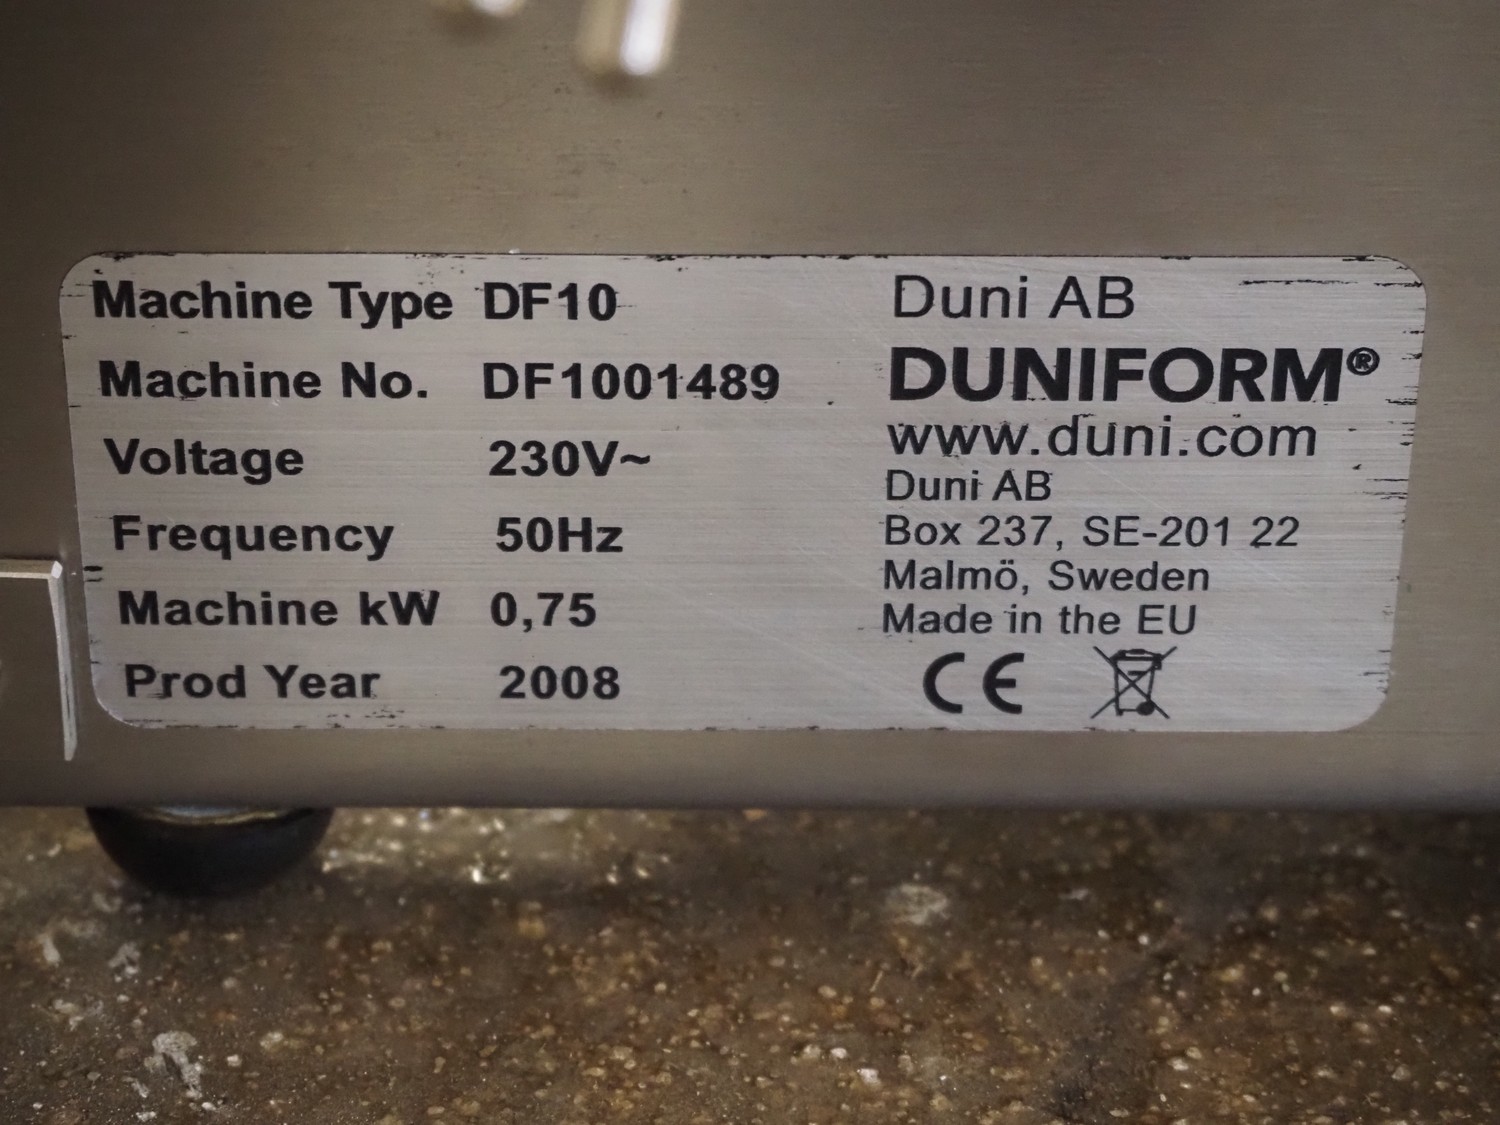 Machine Type DF10
Machine No. DF1001489
Voltage 230V~
Frequency 50Hz
Machine kW 0,75
Prod Year 2008
Duni AB
DUNIFORM®
www.duni.com
Duni AB
Box 237, SE-201 22
Malmö, Sweden
Made in the EU
CE